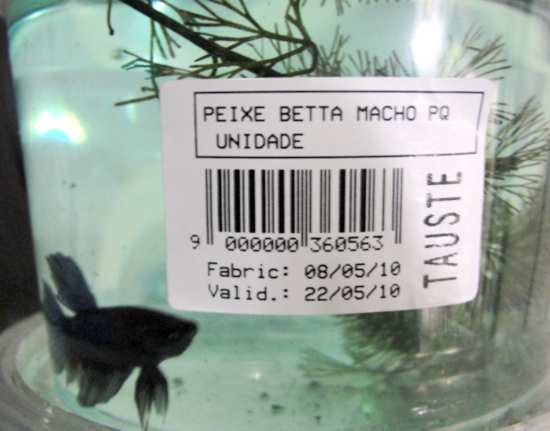 PEIXE BETTA MACHO PQ
UNIDADE
9 000000 360563
Fabric: 08/05/10
Valid.: 22/05/10
TAUSTE